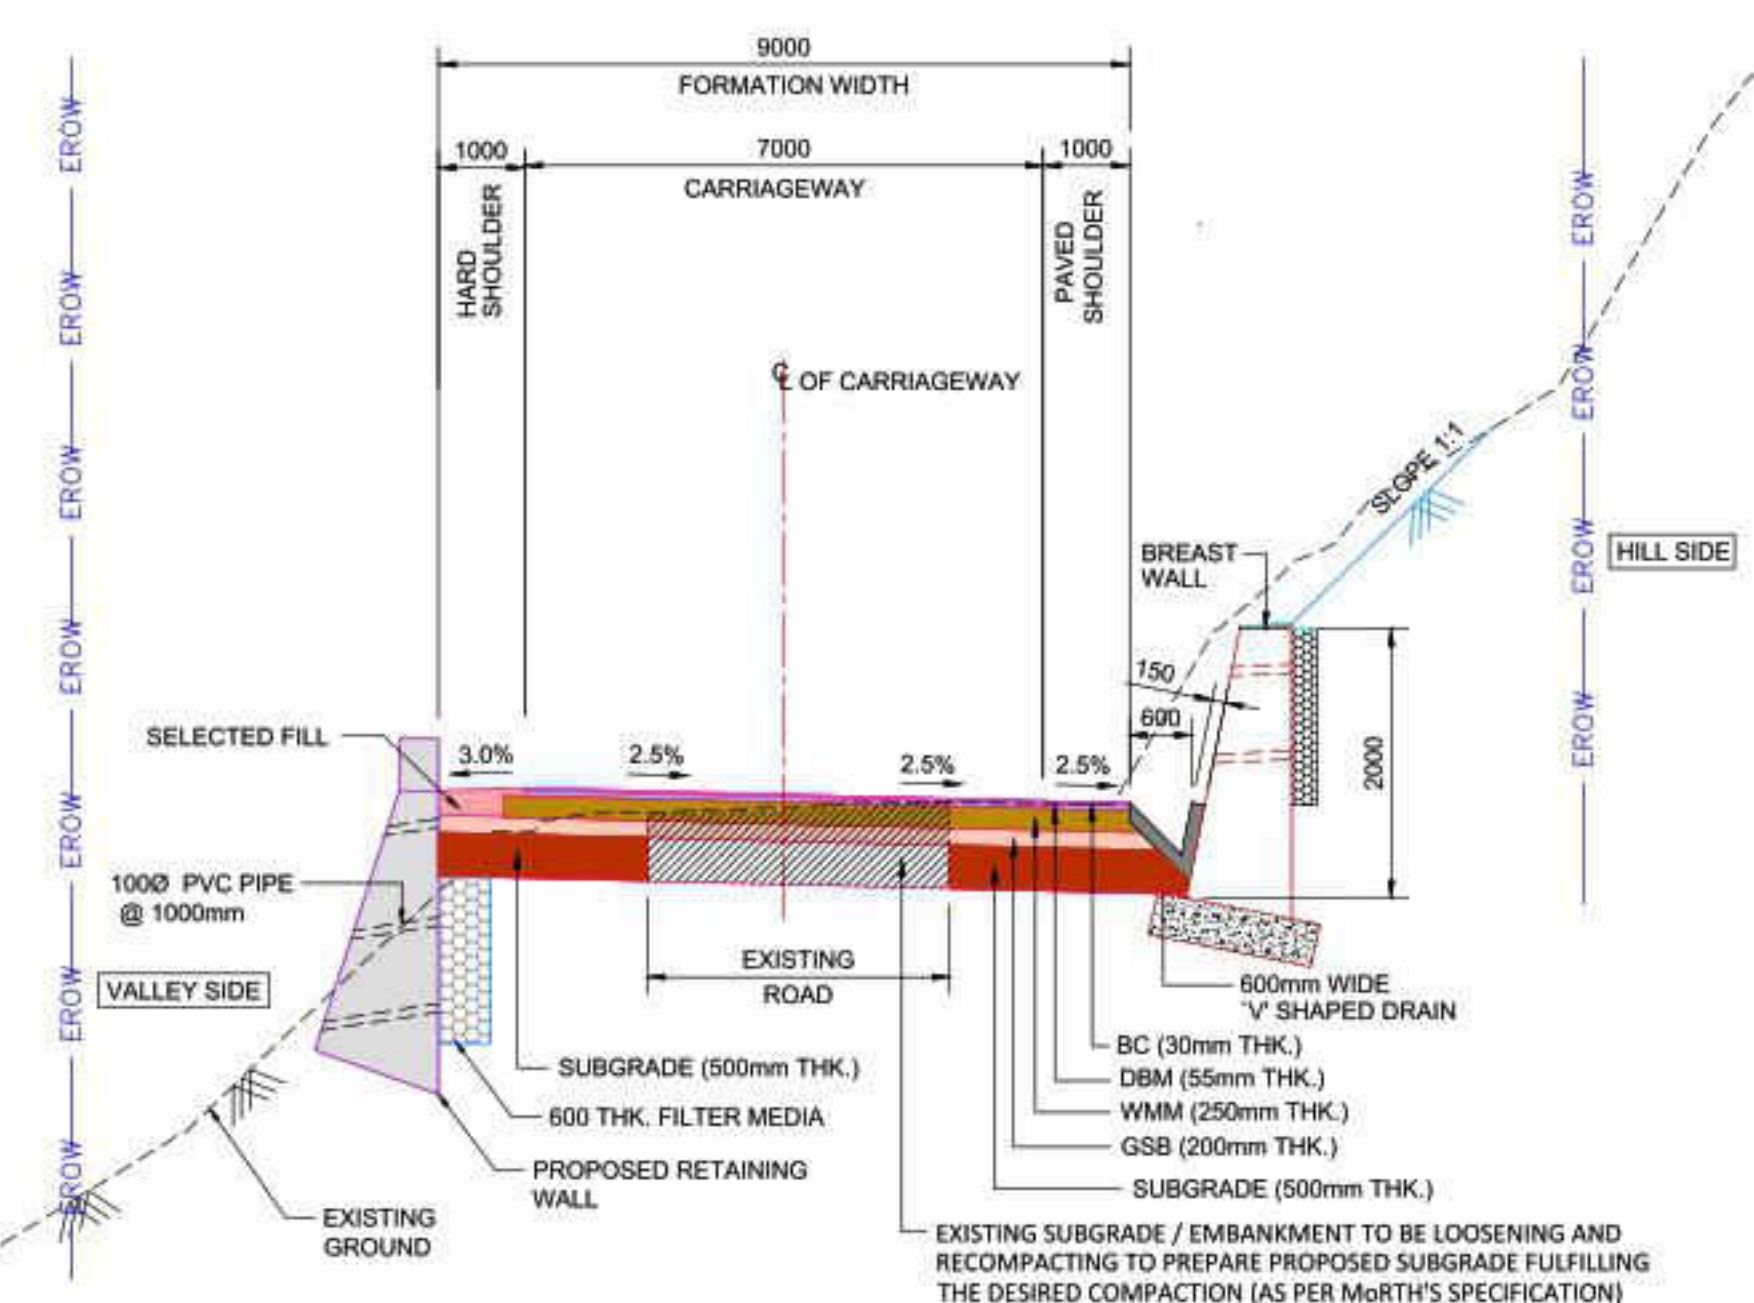 9000
FORMATION WIDTH
1000
7000
1000
CARRIAGEWAY
HARD
SHOULDER
PAVED
SHOULDER
℄ OF CARRIAGEWAY
EROW
EROW
EROW
EROW
EROW
EROW
EROW
EROW
EROW
EROW
EROW
SLOPE 1:1
HILL SIDE
BREAST
WALL
150
600
2000
SELECTED FILL
3.0%
2.5%
2.5%
2.5%
100Ø PVC PIPE
@ 1000mm
VALLEY SIDE
EXISTING
ROAD
600mm WIDE
'V' SHAPED DRAIN
BC (30mm THK.)
DBM (55mm THK.)
WMM (250mm THK.)
GSB (200mm THK.)
SUBGRADE (500mm THK.)
SUBGRADE (500mm THK.)
600 THK. FILTER MEDIA
PROPOSED RETAINING
WALL
EXISTING
GROUND
EXISTING SUBGRADE / EMBANKMENT TO BE LOOSENING AND
RECOMPACTING TO PREPARE PROPOSED SUBGRADE FULFILLING
THE DESIRED COMPACTION (AS PER MoRTH'S SPECIFICATION)